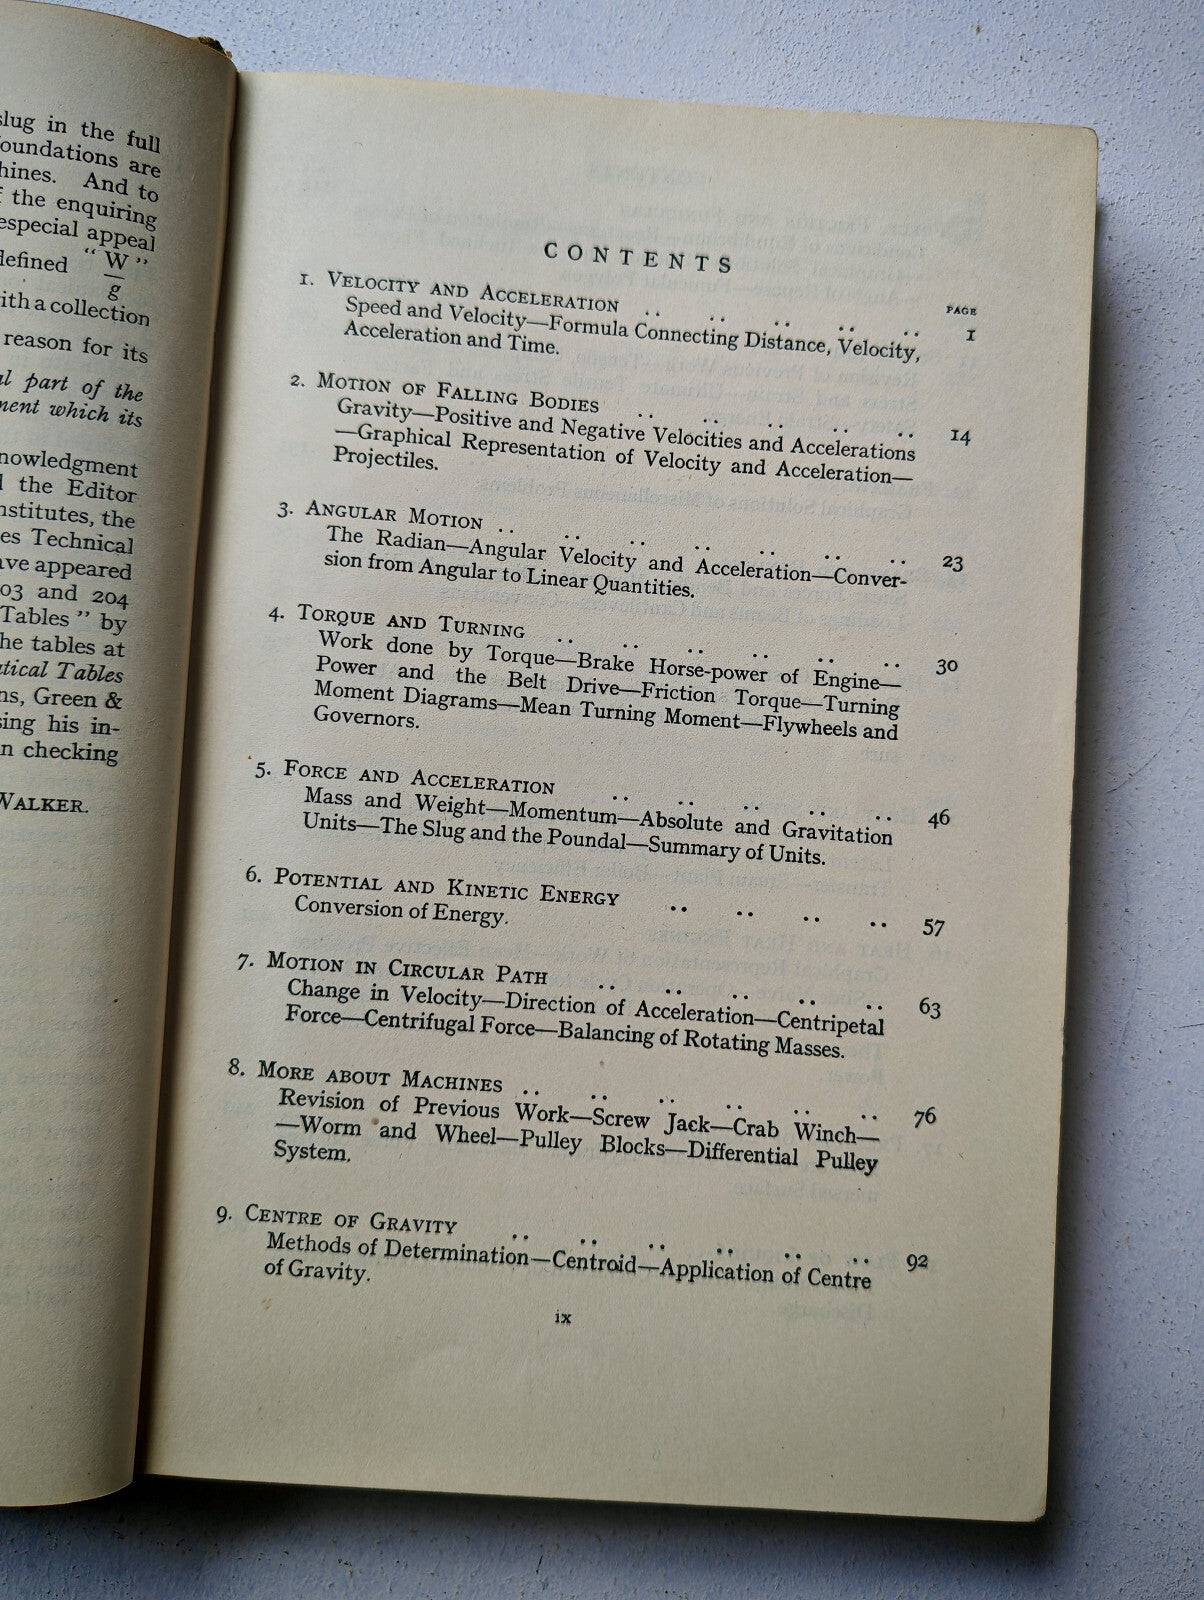 slug in the full
foundations are
hines. And to
the enquiring
especial appeal
defined " W "
g
ith a collection
reason for its
al part of the
ment which its
nowledgment
the Editor
nstitutes, the
es Technical
ave appeared
03 and 204
Tables " by
he tables at
atical Tables
ns, Green &
sing his in-
n checking
WALKER.
CONTENTS
PAGE
1. VELOCITY AND ACCELERATION .. .. .. .. .. 1
Speed and Velocity—Formula Connecting Distance, Velocity,
Acceleration and Time.
2. MOTION OF FALLING BODIES .. .. .. .. .. 14
Gravity—Positive and Negative Velocities and Accelerations
—Graphical Representation of Velocity and Acceleration—
Projectiles.
3. ANGULAR MOTION .. .. .. .. .. .. .. 23
The Radian—Angular Velocity and Acceleration—Conver-
sion from Angular to Linear Quantities.
4. TORQUE AND TURNING .. .. .. .. .. .. 30
Work done by Torque—Brake Horse-power of Engine—
Power and the Belt Drive—Friction Torque—Turning
Moment Diagrams—Mean Turning Moment—Flywheels and
Governors.
5. FORCE AND ACCELERATION .. .. .. .. .. 46
Mass and Weight—Momentum—Absolute and Gravitation
Units—The Slug and the Poundal—Summary of Units.
6. POTENTIAL AND KINETIC ENERGY .. .. .. .. 57
Conversion of Energy.
7. MOTION IN CIRCULAR PATH .. .. .. .. .. 63
Change in Velocity—Direction of Acceleration—Centripetal
Force—Centrifugal Force—Balancing of Rotating Masses.
8. MORE ABOUT MACHINES .. .. .. .. .. .. 76
Revision of Previous Work—Screw Jack—Crab Winch—
—Worm and Wheel—Pulley Blocks—Differential Pulley
System.
9. CENTRE OF GRAVITY .. .. .. .. .. .. 92
Methods of Determination—Centroid—Application of Centre
of Gravity.
ix